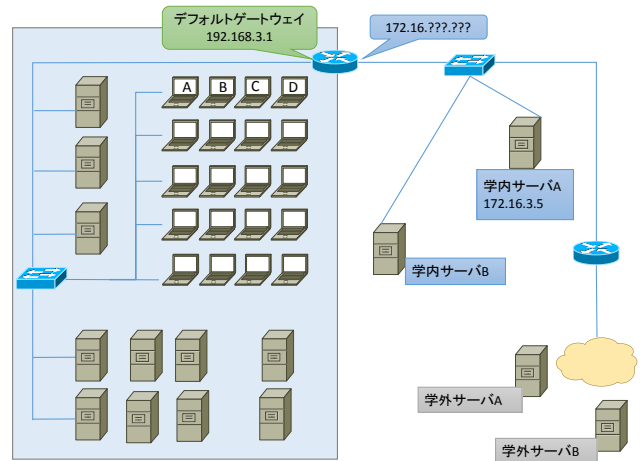 デフォルトゲートウェイ
192.168.3.1
172.16.???.???
A
B
C
D
学内サーバA
172.16.3.5
学内サーバB
学外サーバA
学外サーバB